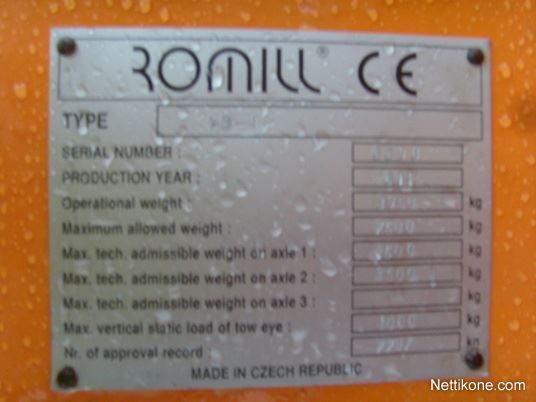 ROMILL® CE
TYPE
SERIAL NUMBER :
PRODUCTION YEAR :
Operational weight : kg
Maximum allowed weight : kg
Max. tech. admissible weight on axle 1 : kg
Max. tech. admissible weight on axle 2 : kg
Max. tech. admissible weight on axle 3 : kg
Max. vertical static load of tow eye : kg
Nr. of approval record :
MADE IN CZECH REPUBLIC
Nettikone.com